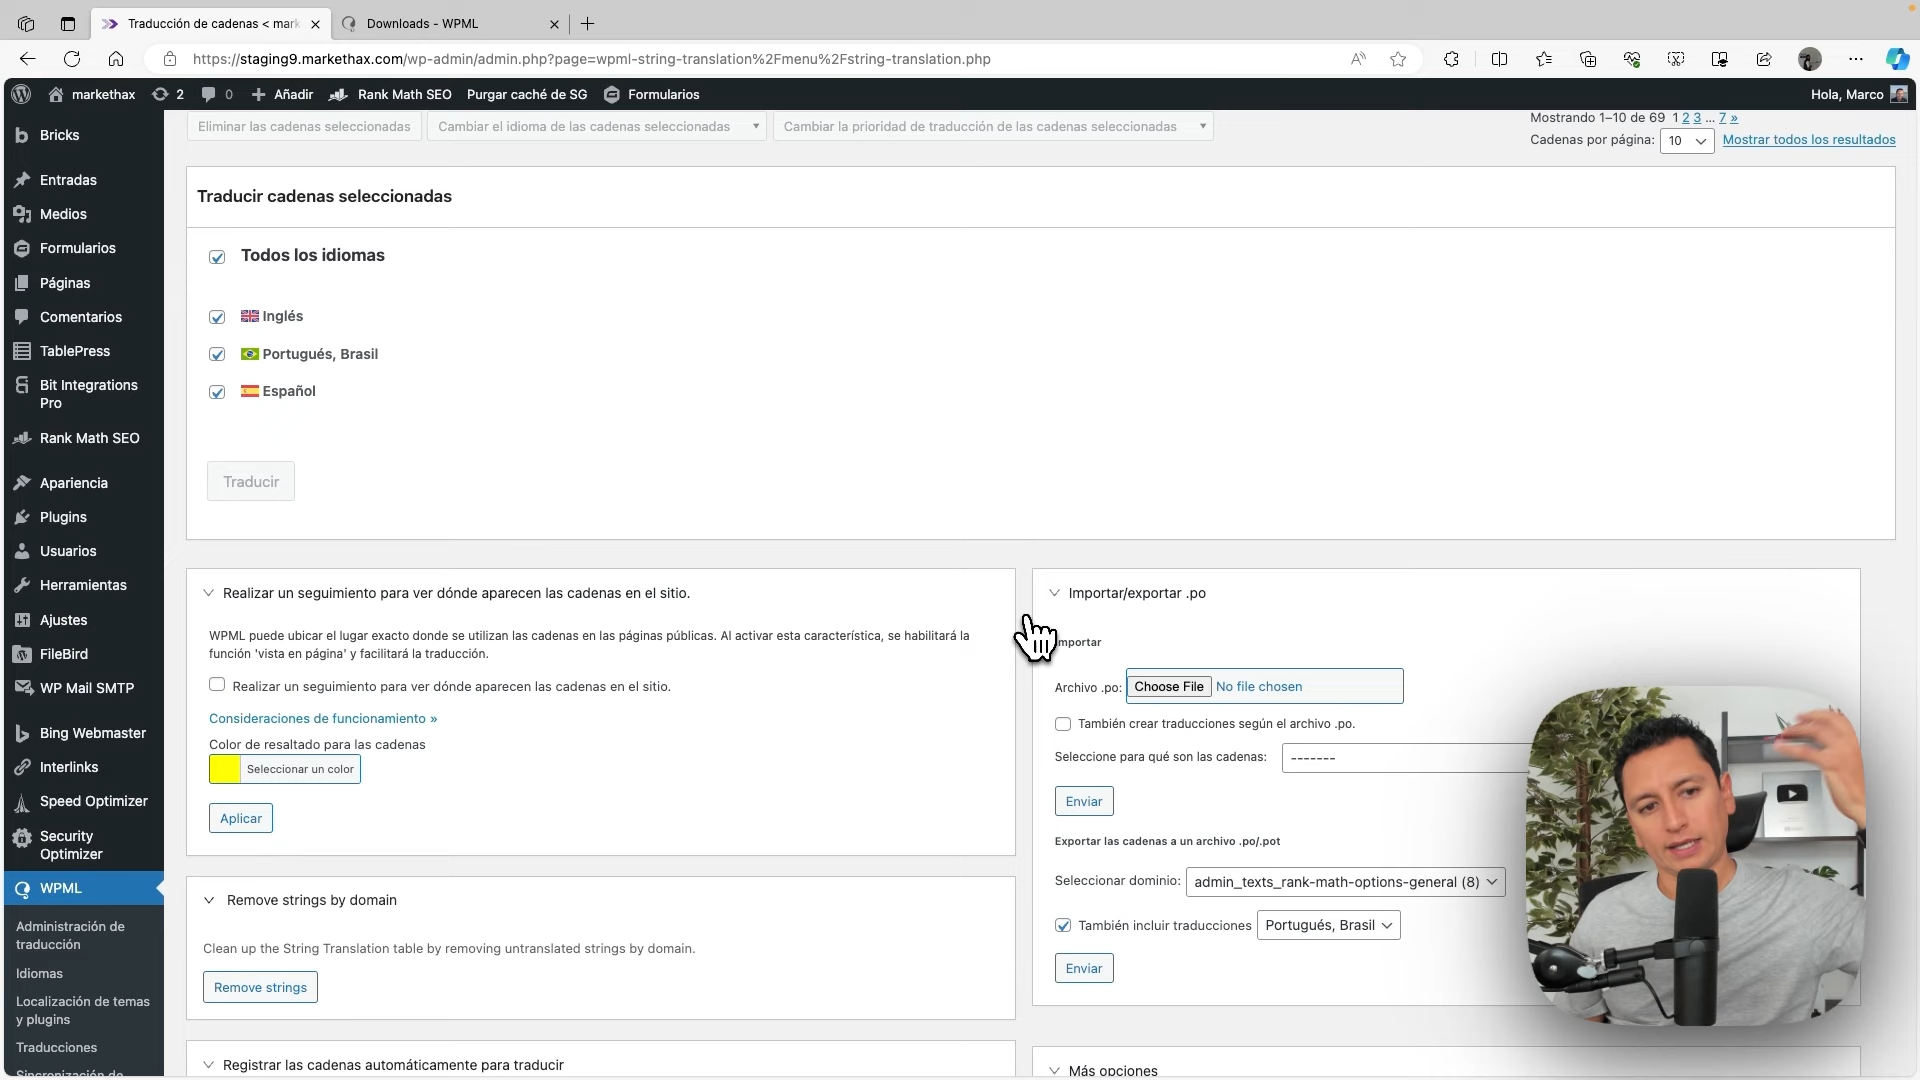 Traducción de cadenas < mark
Downloads - WPML
https://staging9.markethax.com/wp-admin/admin.php?page=wpml-string-translation%2Fmenu%2Fstring-translation.php
markethax
2
0
Añadir
Rank Math SEO
Purgar caché de SG
Formularios
Hola, Marco
Bricks
Entradas
Medios
Formularios
Páginas
Comentarios
TablePress
Bit Integrations
Pro
Rank Math SEO
Apariencia
Plugins
Usuarios
Herramientas
Ajustes
FileBird
WP Mail SMTP
Bing Webmaster
Interlinks
Speed Optimizer
Security
Optimizer
WPML
Administración de
traducción
Idiomas
Localización de temas
y plugins
Traducciones
Sincronización de
Eliminar las cadenas seleccionadas
Cambiar el idioma de las cadenas seleccionadas
Cambiar la prioridad de traducción de las cadenas seleccionadas
Mostrando 1–10 de 69 1 2 3 ... 7 »
Cadenas por página: 10 Mostrar todos los resultados
Traducir cadenas seleccionadas
Todos los idiomas
Inglés
Portugués, Brasil
Español
Traducir
Realizar un seguimiento para ver dónde aparecen las cadenas en el sitio.
WPML puede ubicar el lugar exacto donde se utilizan las cadenas en las páginas públicas. Al activar esta característica, se habilitará la
función 'vista en página' y facilitará la traducción.
Realizar un seguimiento para ver dónde aparecen las cadenas en el sitio.
Consideraciones de funcionamiento »
Color de resaltado para las cadenas
Seleccionar un color
Aplicar
Remove strings by domain
Clean up the String Translation table by removing untranslated strings by domain.
Remove strings
Registrar las cadenas automáticamente para traducir
Importar/exportar .po
mportar
Archivo .po: Choose File No file chosen
También crear traducciones según el archivo .po.
Seleccione para qué son las cadenas: -------
Enviar
Exportar las cadenas a un archivo .po/.pot
Seleccionar dominio: admin_texts_rank-math-options-general (8)
También incluir traducciones Portugués, Brasil
Enviar
Más opciones